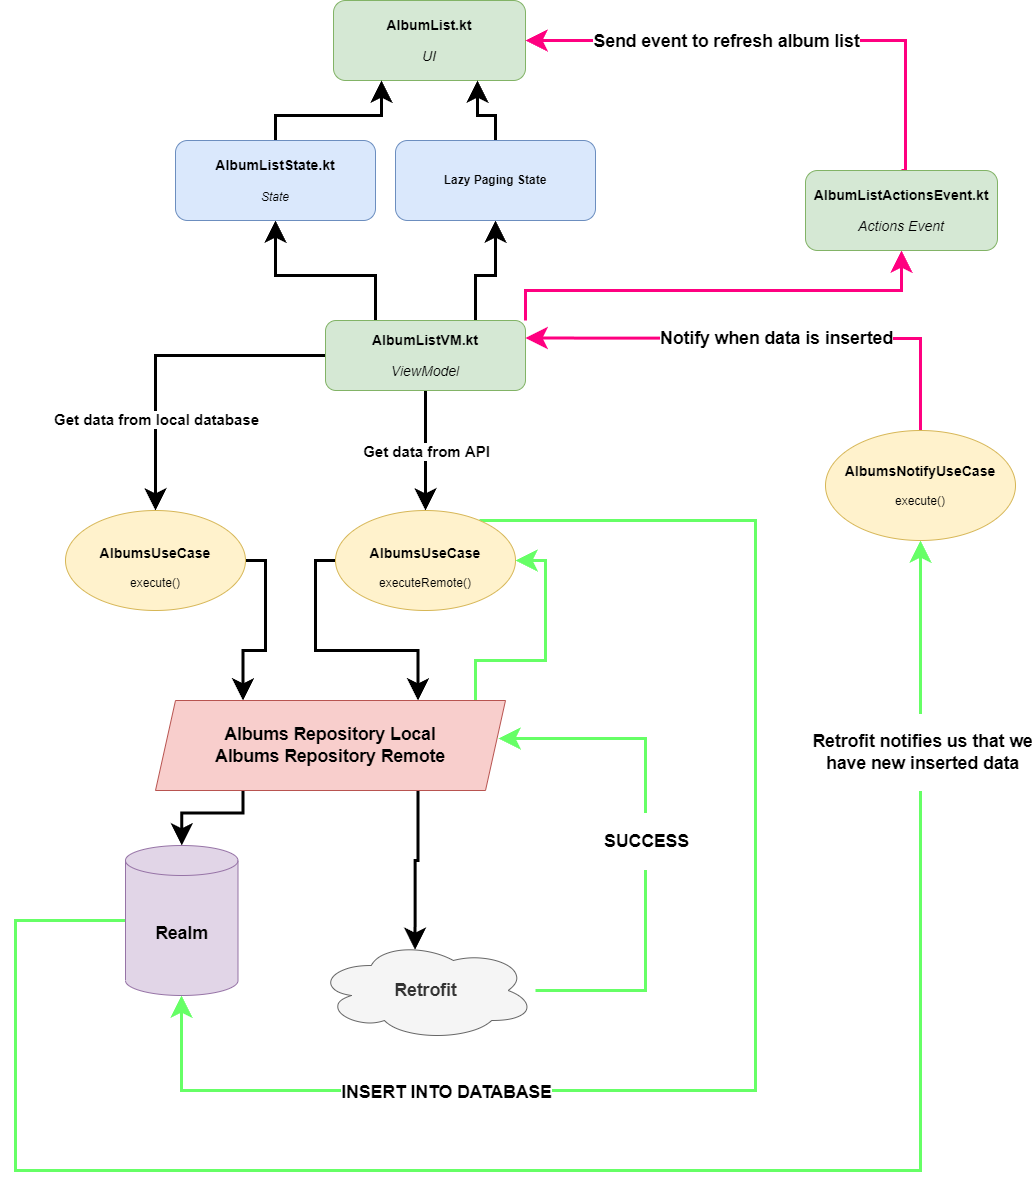 AlbumList.kt
UI
Send event to refresh album list
AlbumListState.kt
State
Lazy Paging State
AlbumListActionsEvent.kt
Actions Event
AlbumListVM.kt
ViewModel
Notify when data is inserted
Get data from local database
Get data from API
AlbumsNotifyUseCase
execute()
AlbumsUseCase
execute()
AlbumsUseCase
executeRemote()
Albums Repository Local
Albums Repository Remote
Retrofit notifies us that we
have new inserted data
SUCCESS
Realm
Retrofit
INSERT INTO DATABASE